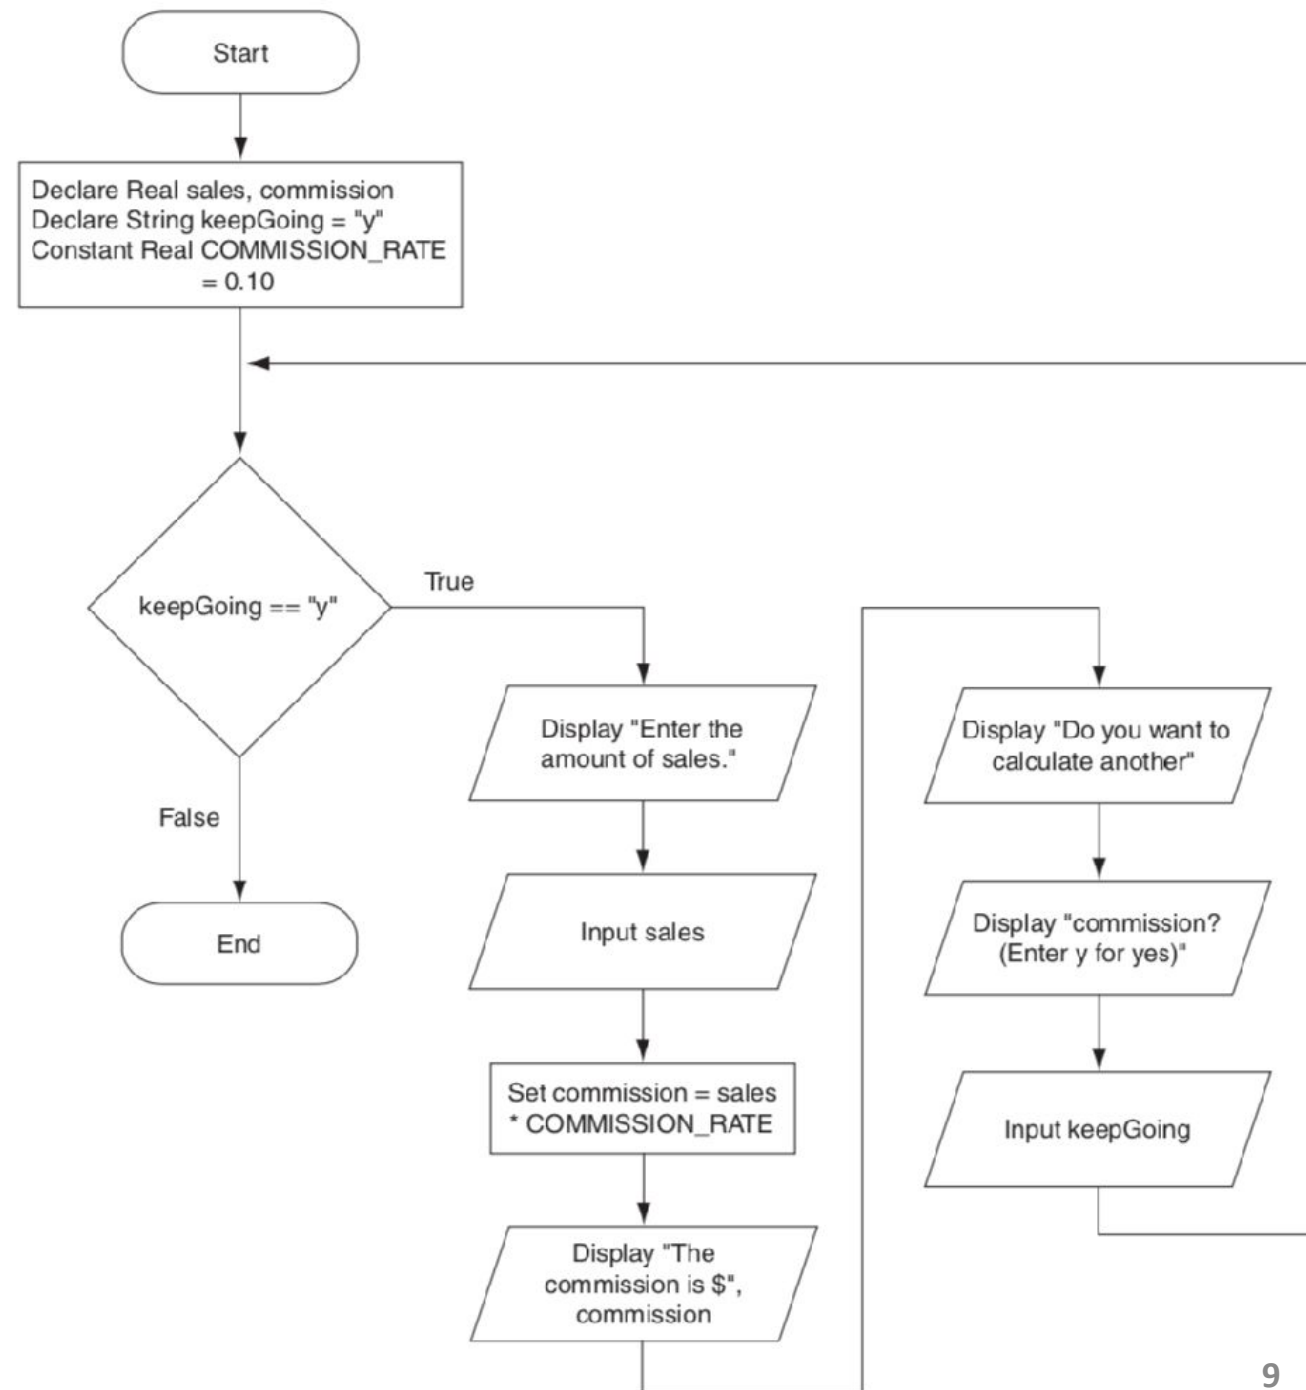 Start
Declare Real sales, commission
Declare String keepGoing = "y"
Constant Real COMMISSION_RATE
= 0.10
keepGoing == "y"
True
False
End
Display "Enter the
amount of sales."
Input sales
Set commission = sales
* COMMISSION_RATE
Display "The
commission is $",
commission
Display "Do you want to
calculate another"
Display "commission?
(Enter y for yes)"
Input keepGoing
9